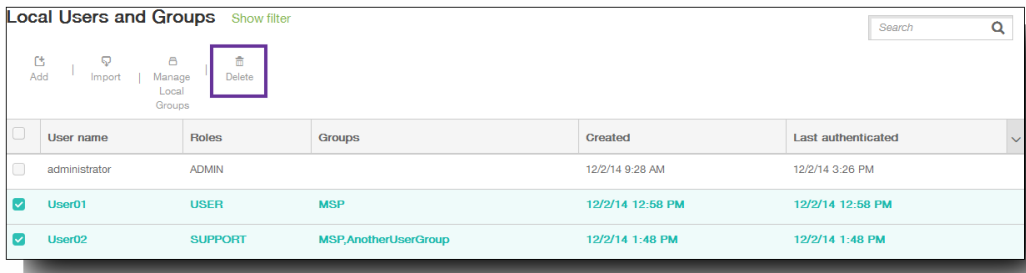 Local Users and Groups Show filter
Search
Add | Import | Manage | Delete
Local
Groups
User name Roles Groups Created Last authenticated
administrator ADMIN 12/2/14 9:28 AM 12/2/14 3:26 PM
User01 USER MSP 12/2/14 12:58 PM 12/2/14 12:58 PM
User02 SUPPORT MSP,AnotherUserGroup 12/2/14 1:48 PM 12/2/14 1:48 PM